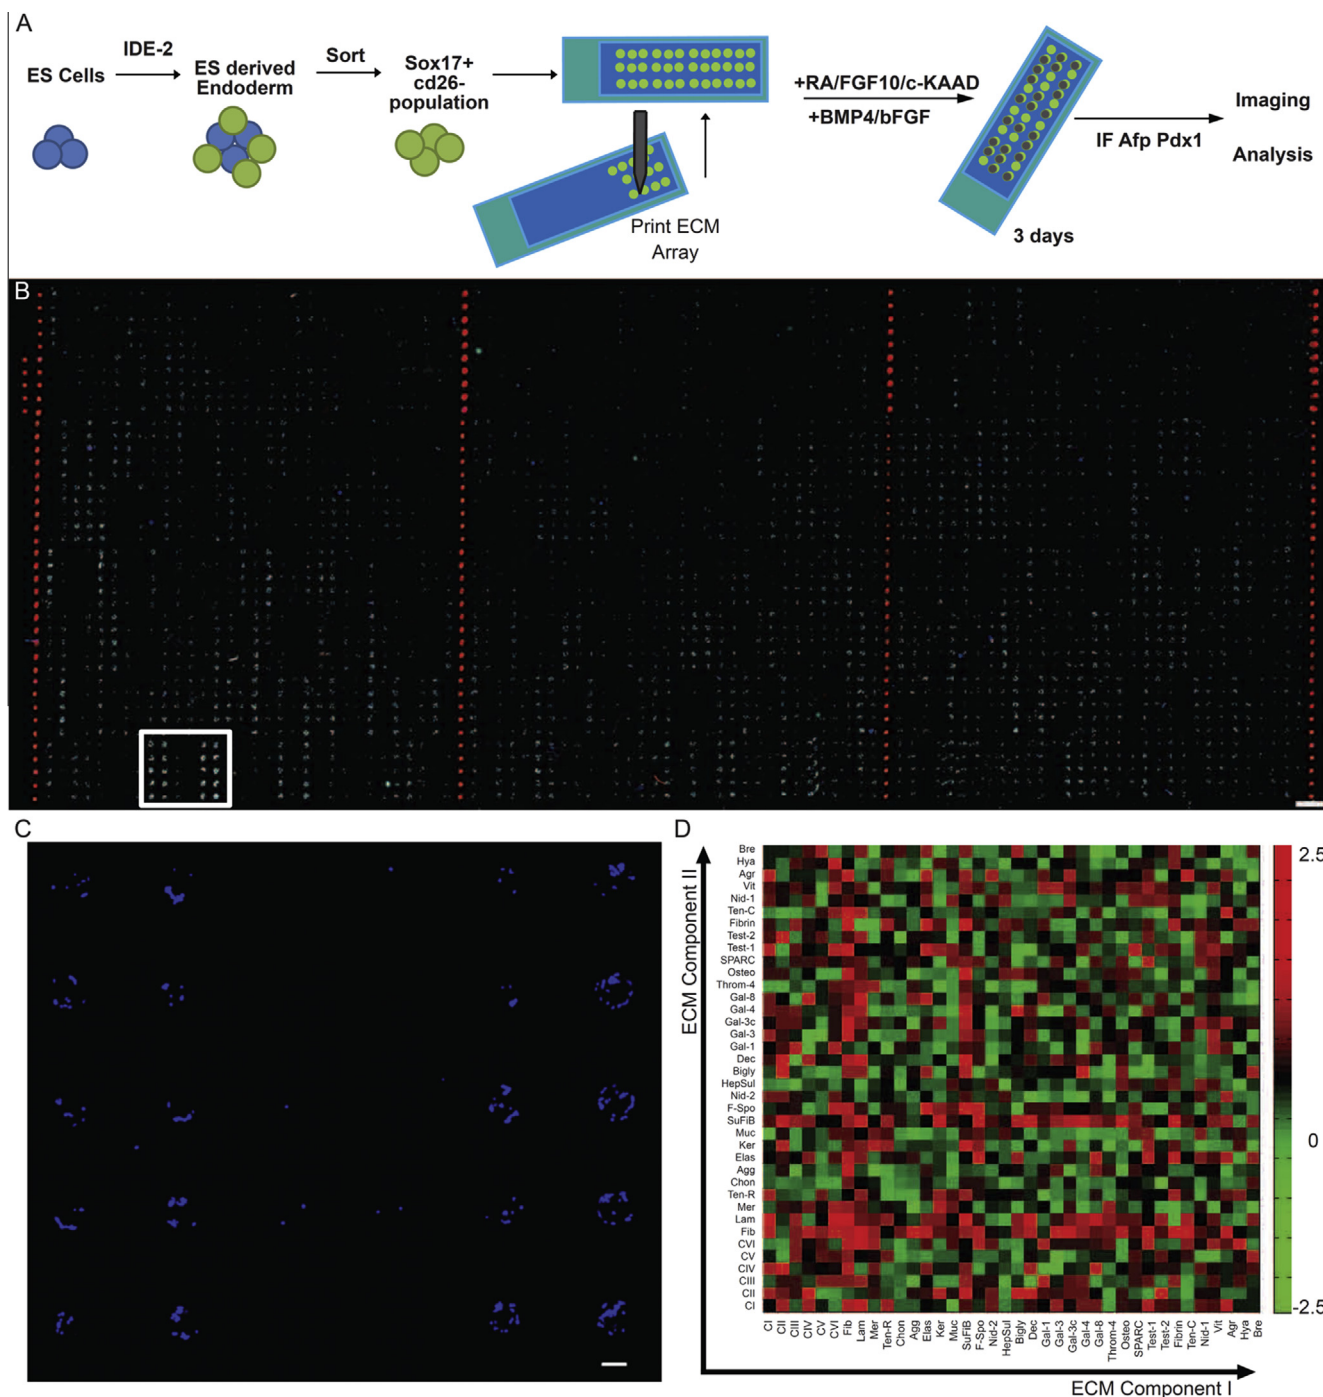 A
ES Cells
IDE-2
ES derived
Endoderm
Sort
Sox17+
cd26-
population
Print ECM
Array
+RA/FGF10/c-KAAD
+BMP4/bFGF
3 days
IF Afp Pdx1
Imaging
Analysis
B
C
D
ECM Component II
Bre
Hya
Agr
Vit
Nid-1
Ten-C
Fibrin
Test-2
Test-1
SPARC
Osteo
Throm-4
Gal-8
Gal-4
Gal-3c
Gal-3
Gal-1
Dec
Bigly
HepSul
Nid-2
F-Spo
SuFiB
Muc
Ker
Elas
Agg
Chon
Ten-R
Mer
Lam
Fib
CVI
CV
CIV
CIII
CII
CI
CI CII CIII CIV CV CVI Fib Lam Mer Ten-R Chon Agg Elas Ker Muc SuFiB F-Spo Nid-2 HepSul Bigly Dec Gal-1 Gal-3 Gal-3c Gal-4 Gal-8 Throm-4 Osteo SPARC Test-1 Test-2 Fibrin Ten-C Nid-1 Vit Agr Hya Bre
ECM Component I
2.5
0
-2.5